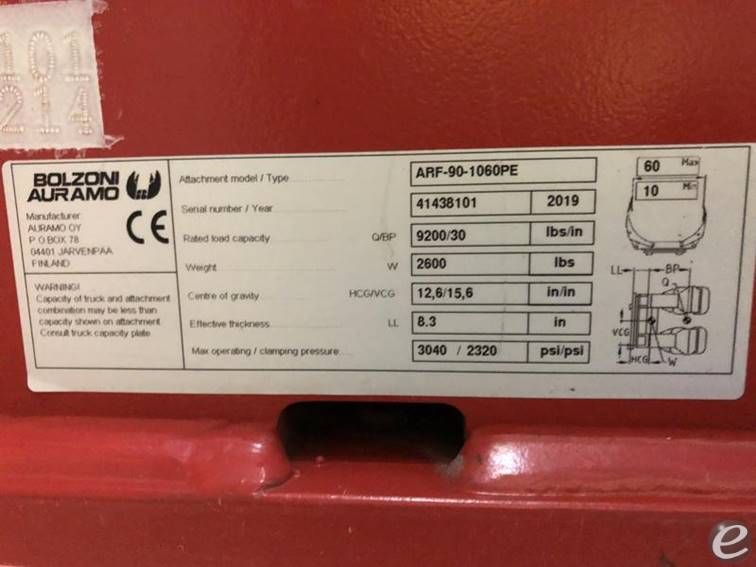 101
214
BOLZONI
AURAMO
CE
Manufacturer
AURAMO OY
P.O BOX 78
04401 JARVENPAA
FINLAND
WARNING!
Capacity of truck and attachment
combination may be less than
capacity shown on attachment.
Consult truck capacity plate
Attachment model / Type ARF-90-1060PE
Serial number / Year 41438101 2019
Rated load capacity Q/BP 9200/30 lbs/in
Weight W 2600 lbs
Centre of gravity HCG/VCG 12,6/15,6 in/in
Effective thickness LL 8.3 in
Max operating / clamping pressure 3040 / 2320 psi/psi
60 Max
10 Min
LL BP
Q
VCG
HCG W
e